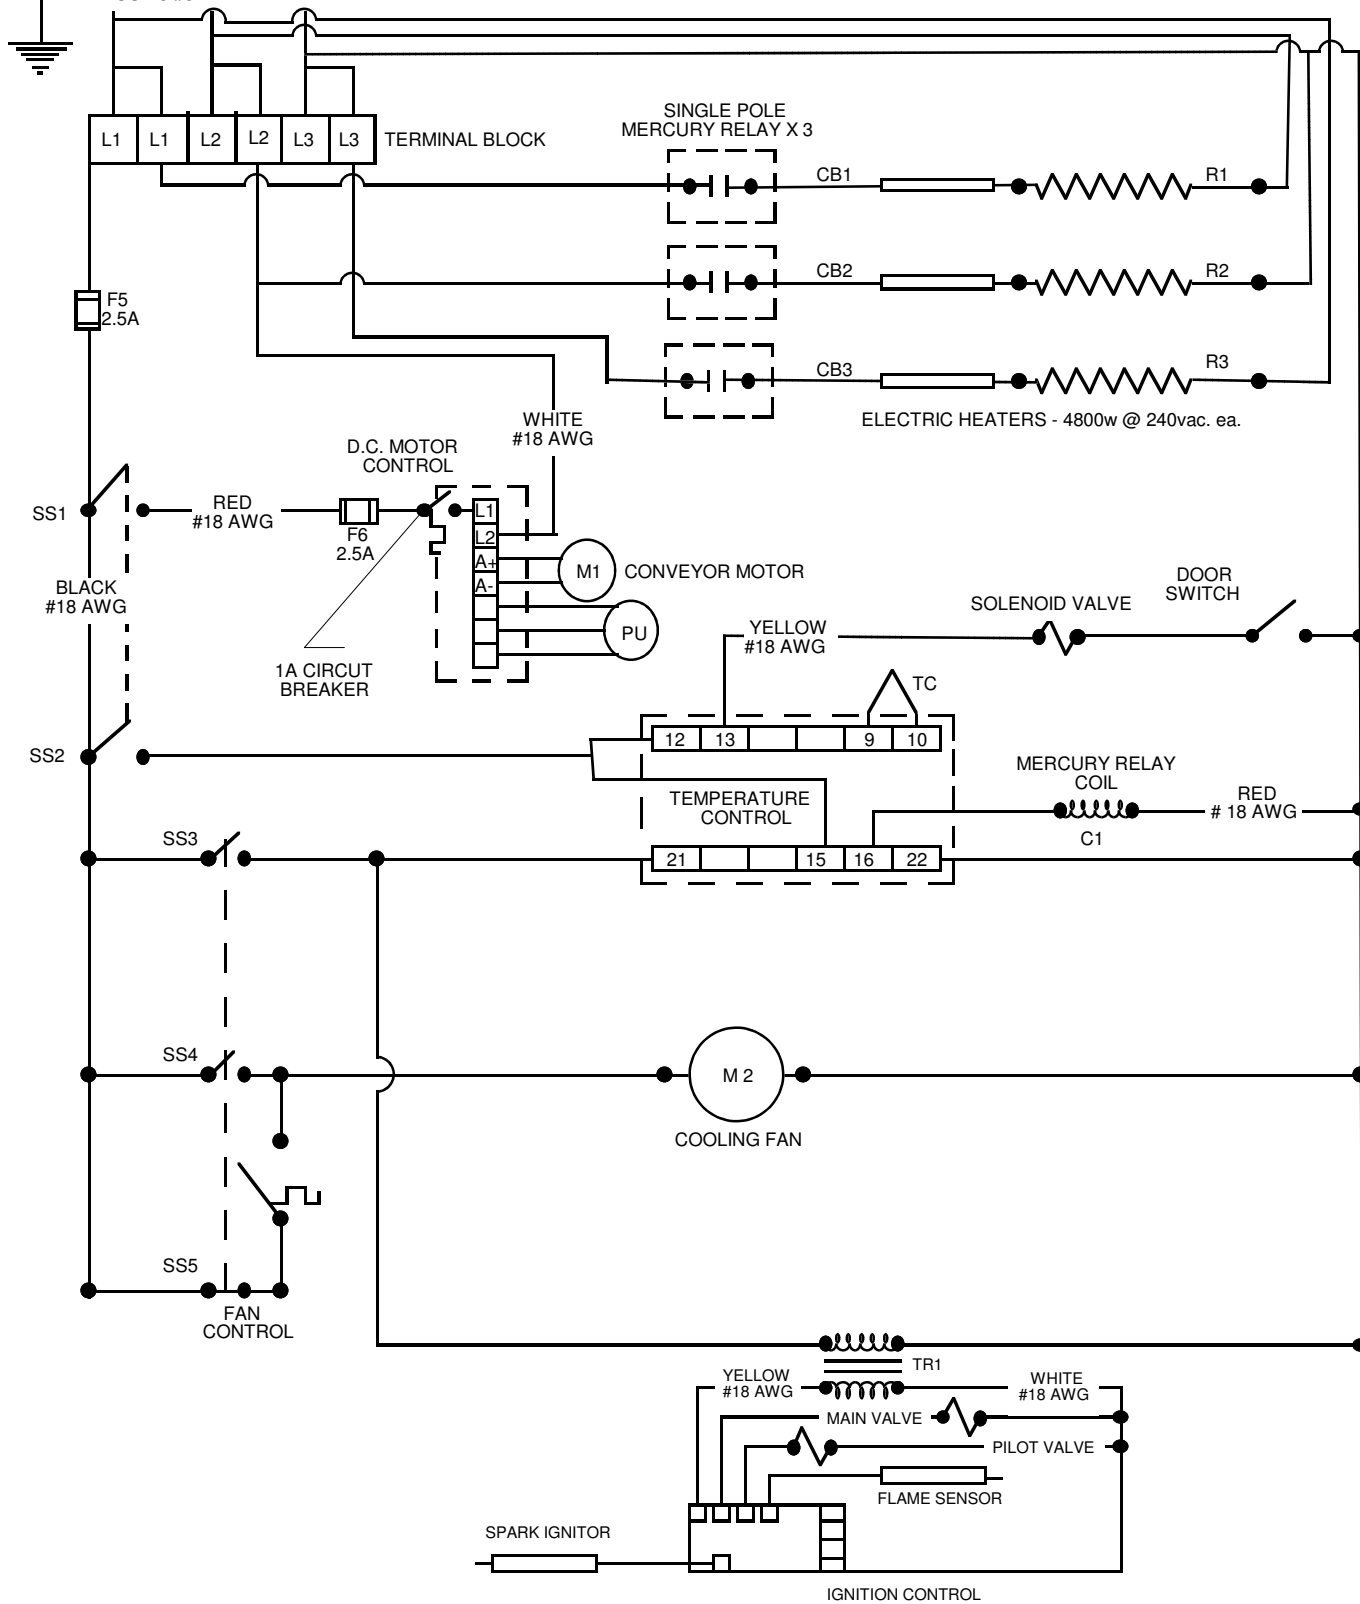 SINGLE POLE
MERCURY RELAY X 3
L1 L1 L2 L2 L3 L3 TERMINAL BLOCK
CB1 R1
CB2 R2
F5
2.5A
CB3 R3
ELECTRIC HEATERS - 4800w @ 240vac. ea.
WHITE
#18 AWG
D.C. MOTOR
CONTROL
SS1
RED
#18 AWG
F6
2.5A
L1
L2
A+
A-
M1 CONVEYOR MOTOR
PU
BLACK
#18 AWG
1A CIRCUT
BREAKER
DOOR
SWITCH
SOLENOID VALVE
YELLOW
#18 AWG
TC
12 13 9 10
SS2
MERCURY RELAY
COIL
RED
# 18 AWG
C1
TEMPERATURE
CONTROL
SS3
21 15 16 22
SS4
M 2
COOLING FAN
SS5
FAN
CONTROL
TR1
YELLOW
#18 AWG
WHITE
#18 AWG
MAIN VALVE
PILOT VALVE
FLAME SENSOR
SPARK IGNITOR
IGNITION CONTROL